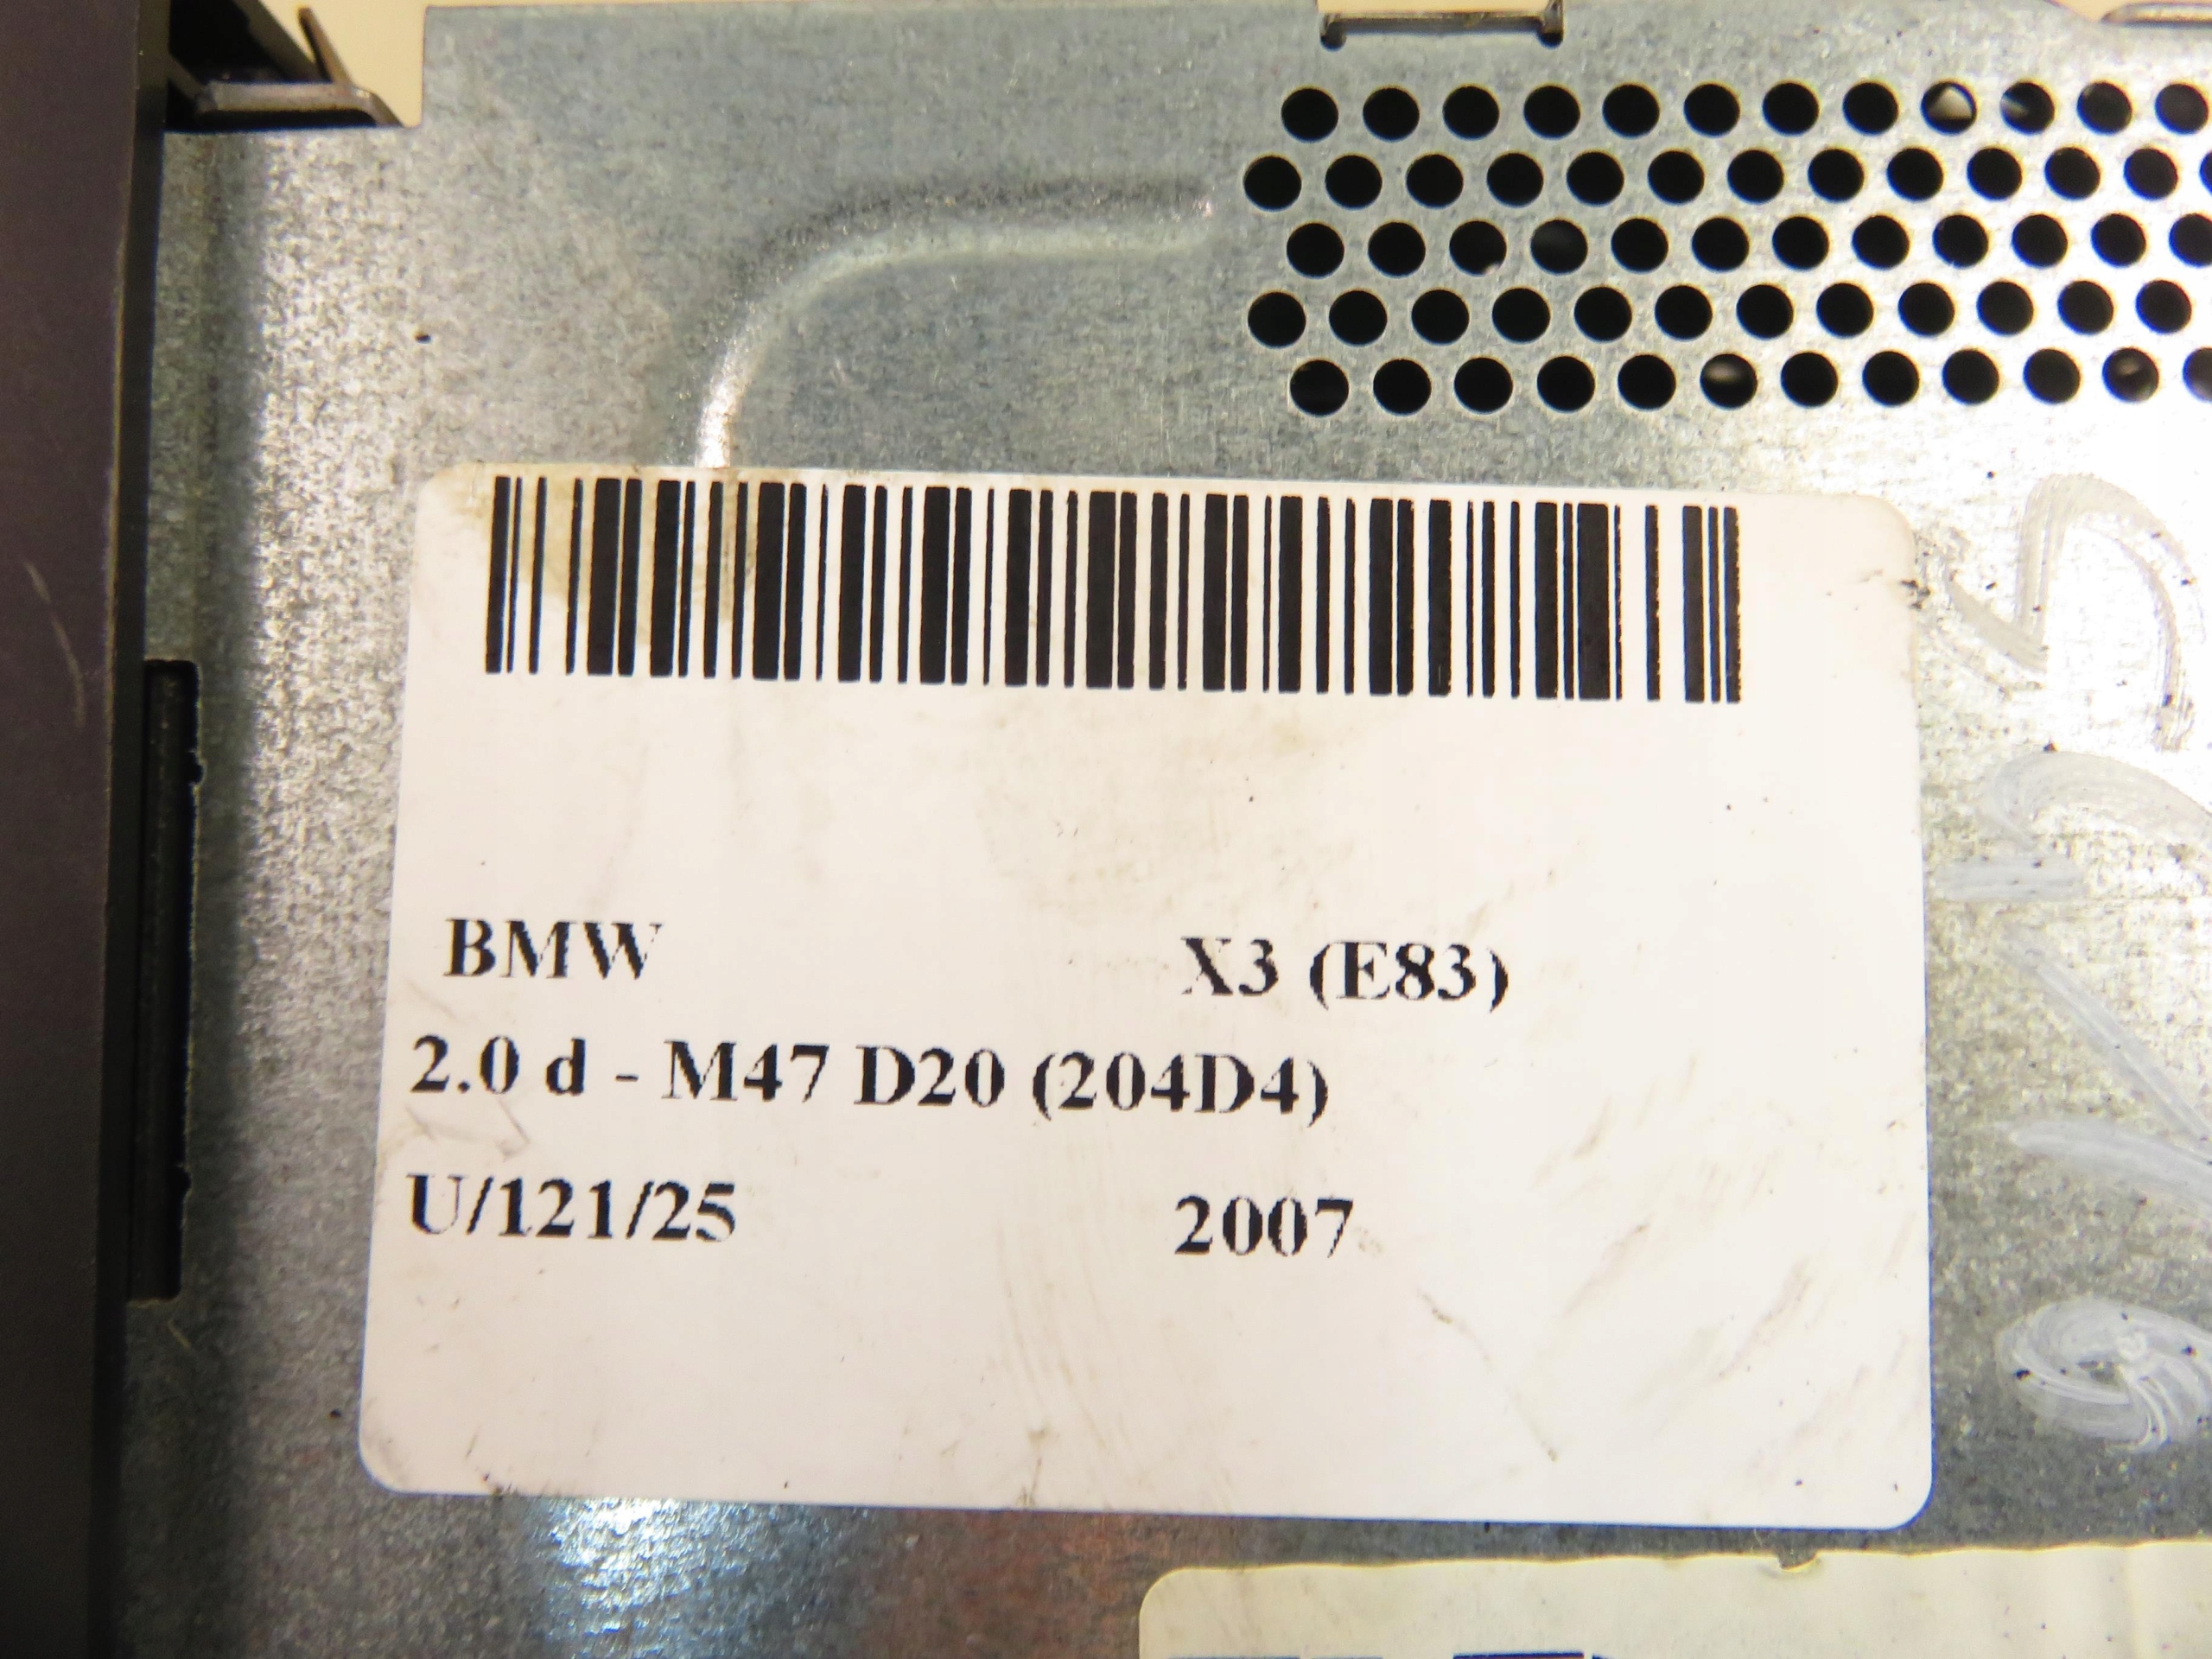 BMW X3 (E83)
2.0 d - M47 D20 (204D4)
U/121/25 2007